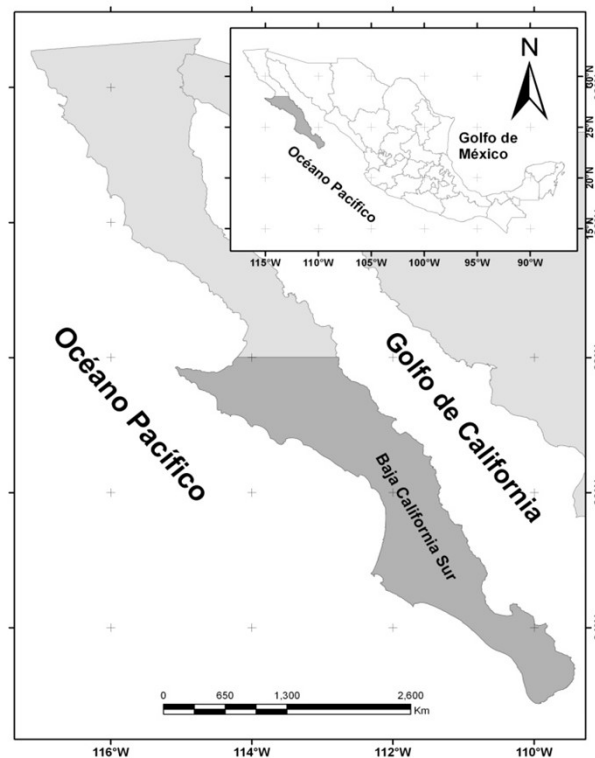 N
30°N
25°N
20°N
15°N
Golfo de
México
Océano Pacífico
115°W
110°W
105°W
100°W
95°W
90°W
Océano Pacífico
Golfo de California
Baja California Sur
0
650
1,300
2,600
Km
116°W
114°W
112°W
110°W